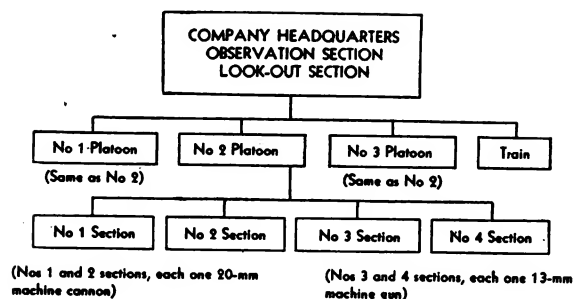 COMPANY HEADQUARTERS
OBSERVATION SECTION
LOOK-OUT SECTION
No 1 Platoon
No 2 Platoon
No 3 Platoon
Train
(Same as No 2)
(Same as No 2)
No 1 Section
No 2 Section
No 3 Section
No 4 Section
(Nos 1 and 2 sections, each one 20-mm
machine cannon)
(Nos 3 and 4 sections, each one 13-mm
machine gun)